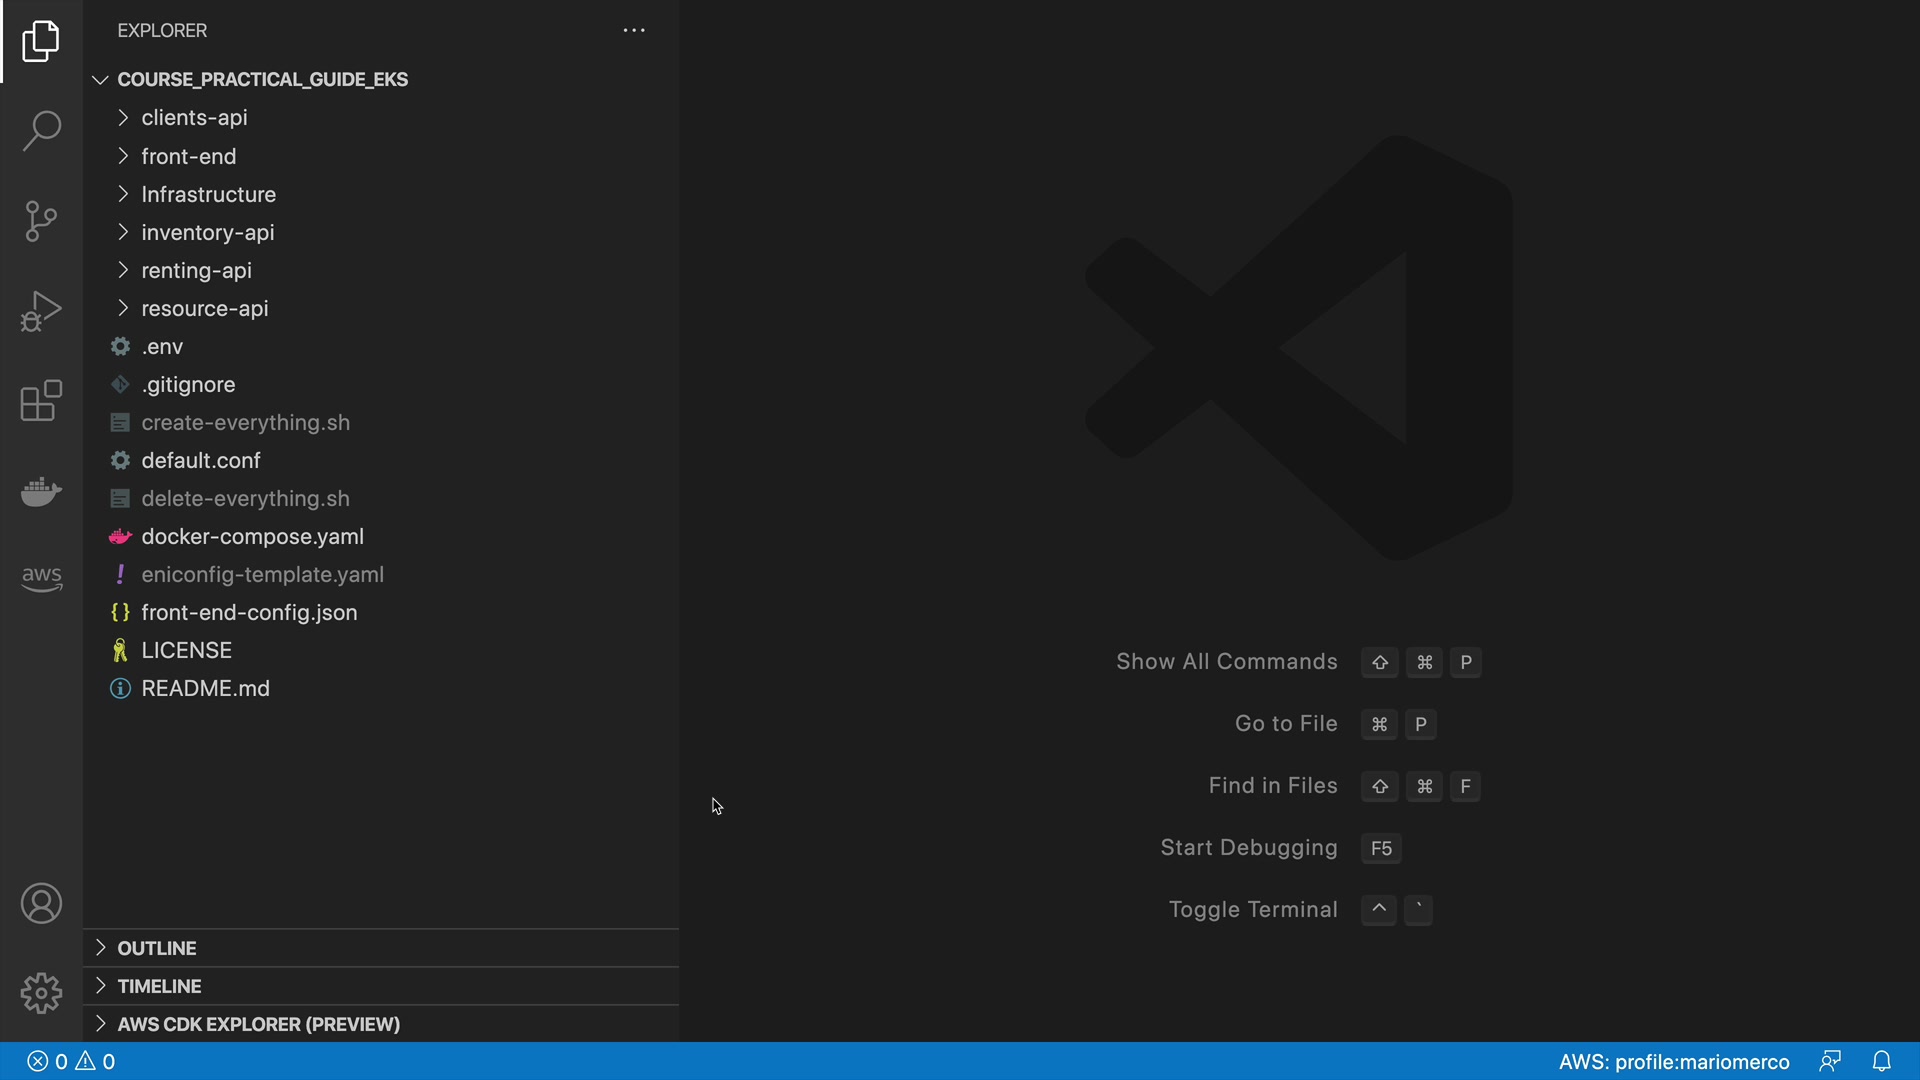 EXPLORER
COURSE_PRACTICAL_GUIDE_EKS
clients-api
front-end
Infrastructure
inventory-api
renting-api
resource-api
.env
.gitignore
create-everything.sh
default.conf
delete-everything.sh
docker-compose.yaml
eniconfig-template.yaml
front-end-config.json
LICENSE
README.md
aws
OUTLINE
TIMELINE
AWS CDK EXPLORER (PREVIEW)
Show All Commands ⇧ ⌘ P
Go to File ⌘ P
Find in Files ⇧ ⌘ F
Start Debugging F5
Toggle Terminal ^ `
0 0
AWS: profile:mariomerco